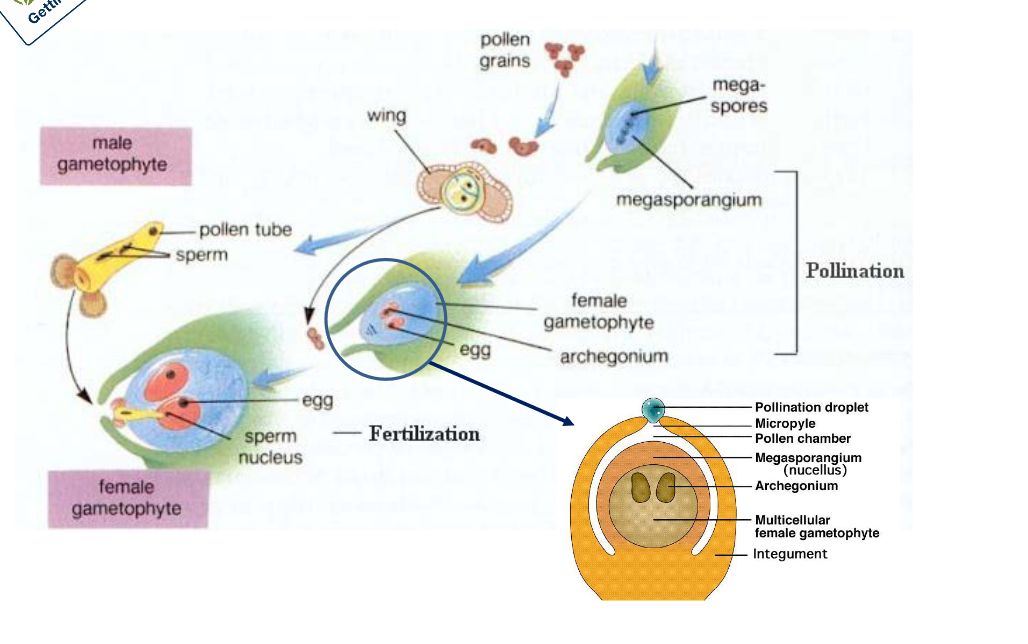 pollen
grains
mega-
spores
wing
male
gametophyte
megasporangium
pollen tube
sperm
Pollination
female
gametophyte
egg
archegonium
egg
sperm
nucleus
Fertilization
female
gametophyte
Pollination droplet
Micropyle
Pollen chamber
Megasporangium
(nucellus)
Archegonium
Multicellular
female gametophyte
Integument